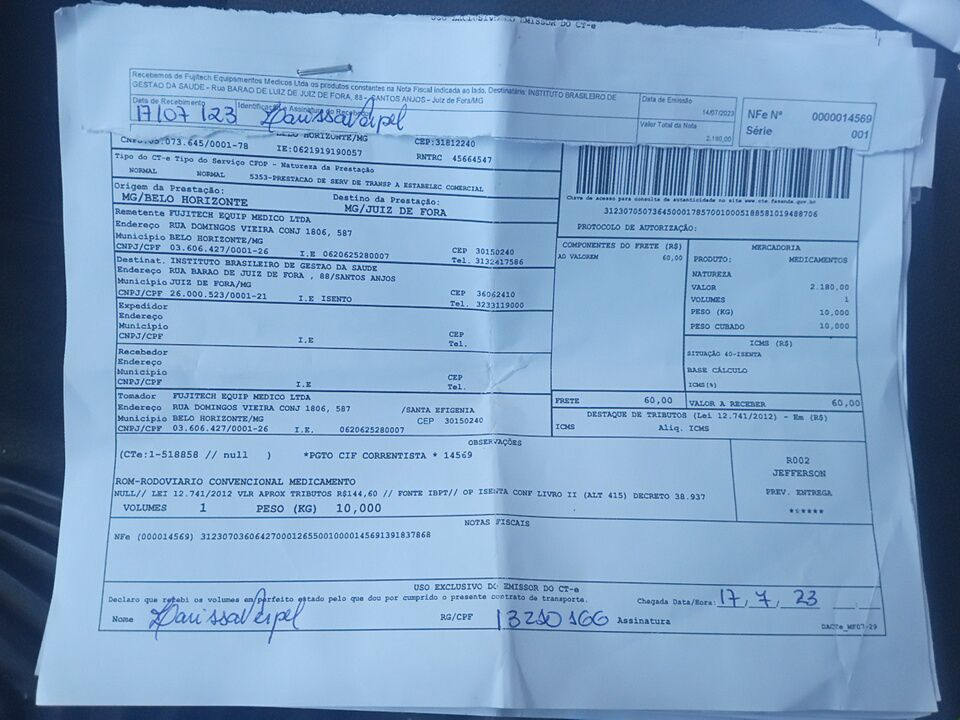 USO EXCLUSIVO DO EMISSOR DO CT-e
Recebemos de Fujitech Equipamentos Medicos Ltda os produtos constantes na Nota Fiscal indicada ao lado. Destinatário: INSTITUTO BRASILEIRO DE
GESTAO DA SAUDE - Rua BARAO DE LUIZ DE JUIZ DE FORA, 88 - SANTOS ANJOS - Juiz de Fora/MG
Data de Recebimento
Identificação e Assinatura do Recebedor
17/07/23
Data de Emissão
14/07/2023
Valor Total da Nota
2.180,00
NFe Nº 0000014569
Série 001
BELO HORIZONTE/MG CEP:31812240
.073.645/0001-78 IE:0621919190057 RNTRC 45664547
Tipo do CT-e Tipo do Serviço CFOP - Natureza da Prestação
NORMAL NORMAL 5353-PRESTACAO DE SERV DE TRANSP A ESTABELEC COMERCIAL
Origem da Prestação: Destino da Prestação:
MG/BELO HORIZONTE MG/JUIZ DE FORA
Remetente FUJITECH EQUIP MEDICO LTDA
Endereço RUA DOMINGOS VIEIRA CONJ 1806, 587
Municipio BELO HORIZONTE/MG CEP 30150240
CNPJ/CPF 03.606.427/0001-26 I.E 0620625280007 Tel. 3132417586
Destinat. INSTITUTO BRASILEIRO DE GESTAO DA SAUDE
Endereço RUA BARAO DE JUIZ DE FORA , 88/SANTOS ANJOS
Municipio JUIZ DE FORA/MG CEP 36062410
CNPJ/CPF 26.000.523/0001-21 I.E ISENTO Tel. 3233119000
Expedidor
Endereço
Municipio CEP
CNPJ/CPF I.E Tel.
Recebedor
Endereço
Municipio CEP
CNPJ/CPF I.E Tel.
Tomador FUJITECH EQUIP MEDICO LTDA
Endereço RUA DOMINGOS VIEIRA CONJ 1806, 587 /SANTA EFIGENIA
Municipio BELO HORIZONTE/MG CEP 30150240
CNPJ/CPF 03.606.427/0001-26 I.E. 0620625280007
Chave de acesso para consulta de autenticidade no site www.cte.fazenda.gov.br
31230705073645000178570010005188581019488706
PROTOCOLO DE AUTORIZAÇÃO:
COMPONENTES DO FRETE (R$)
AD VALOREM 60,00
MERCADORIA
PRODUTO: MEDICAMENTOS
NATUREZA
VALOR 2.180,00
VOLUMES 1
PESO (KG) 10,000
PESO CUBADO 10,000
ICMS (R$)
SITUAÇÃO 40-ISENTA
BASE CÁLCULO
ICMS(%)
FRETE 60,00 VALOR A RECEBER 60,00
DESTAQUE DE TRIBUTOS (Lei 12.741/2012) - Em (R$)
ICMS Aliq. ICMS
OBSERVAÇÕES
(CTe:1-518858 // null ) *PGTO CIF CORRENTISTA * 14569
ROM-RODOVIARIO CONVENCIONAL MEDICAMENTO
NULL// LEI 12.741/2012 VLR APROX TRIBUTOS R$144,60 // FONTE IBPT// OP ISENTA CONF LIVRO II (ALT 415) DECRETO 38.937
VOLUMES 1 PESO (KG) 10,000
R002
JEFFERSON
PREV. ENTREGA
******
NOTAS FISCAIS
NFe (000014569) 31230703606427000126550010000145691391837868
USO EXCLUSIVO DO EMISSOR DO CT-e
Declaro que recebi os volumes em perfeito estado pelo que dou por cumprido o presente contrato de transporte.
Chegada Data/Hora: 17, 7, 23
Nome RG/CPF 13210166 Assinatura
DACTe_MF07-29